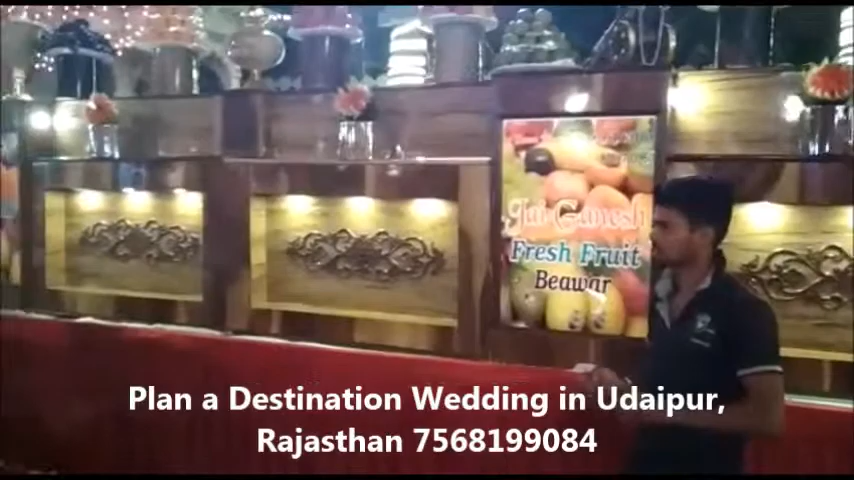 Jai Ganesh
Fresh Fruit
Beawar
Plan a Destination Wedding in Udaipur,
Rajasthan 7568199084